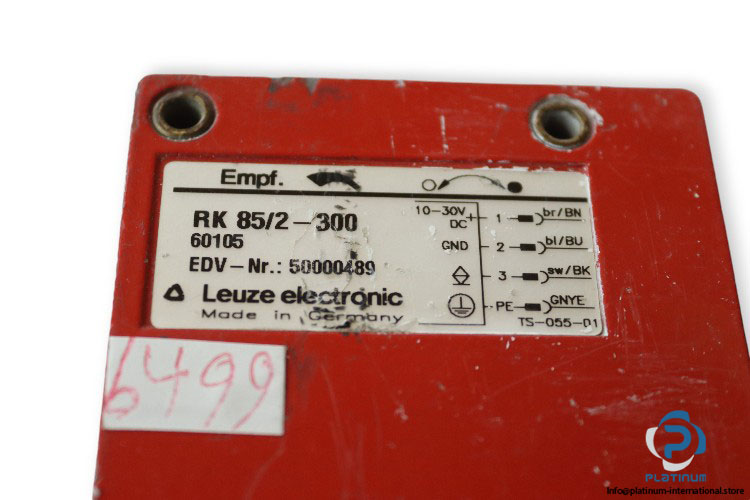 Empf.
RK 85/2-300
60105
EDV-Nr.: 50000489
Leuze electronic
Made in Germany
10-30V DC + 1 br/BN
GND 2 bl/BU
3 sw/BK
PE GNYE
TS-055-01
6499
PLATINUM
Info@platinum-international.store